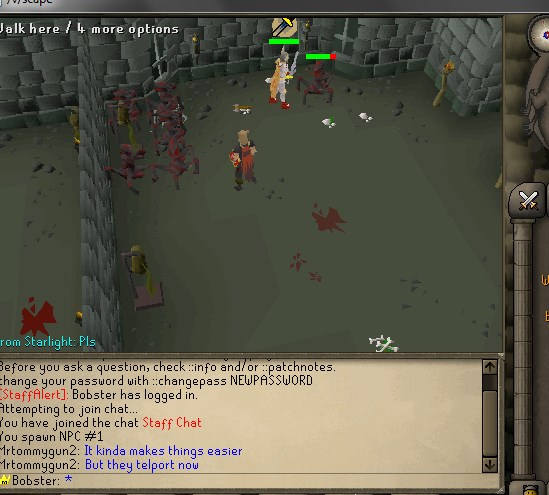 /v/scape
Walk here / 4 more options
rom Starlight: Pls
Before you ask a question, check ::info and/or ::patchnotes.
change your password with ::changepass NEWPASSWORD
[StaffAlert]: Bobster has logged in.
Attempting to join chat...
You have joined the chat Staff Chat
You spawn NPC #1
Mrtommygun2: It kinda makes things easier
Mrtommygun2: But they telport now
Bobster: *